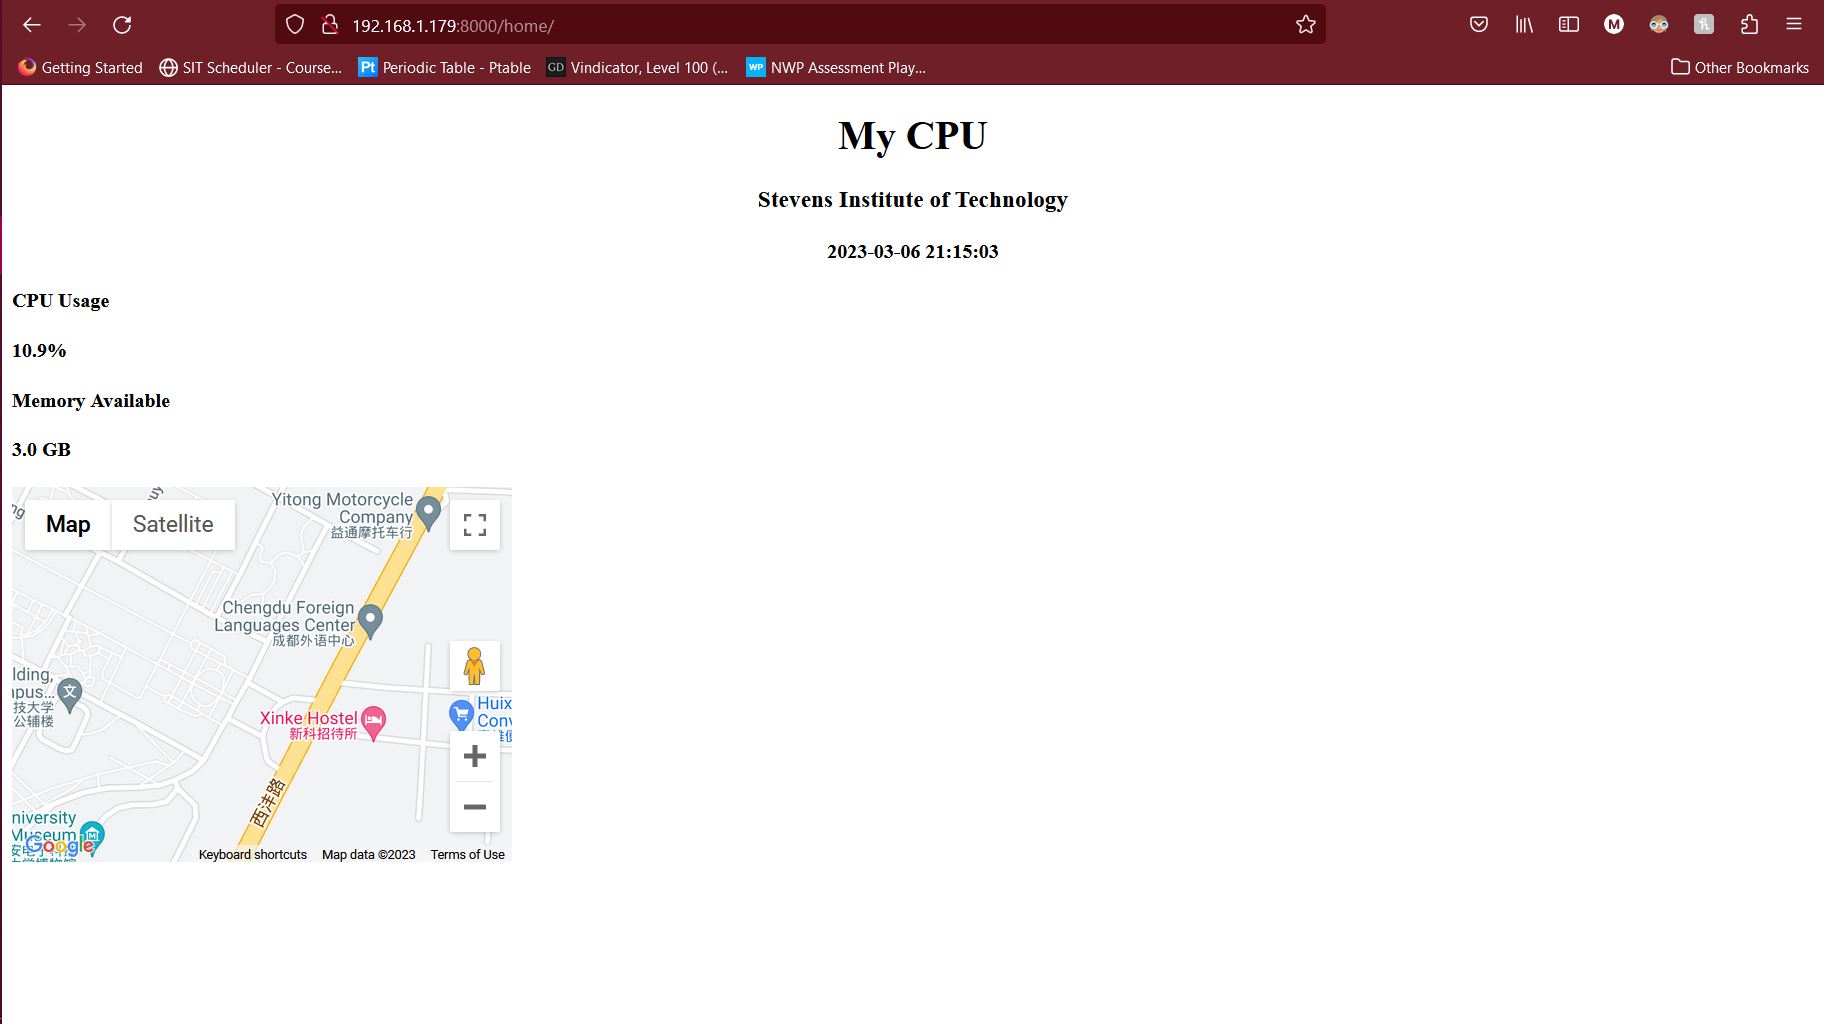 192.168.1.179:8000/home/
Getting Started
SIT Scheduler - Course...
Pt Periodic Table - Ptable
GD Vindicator, Level 100 (...
WP NWP Assessment Play...
Other Bookmarks
My CPU
Stevens Institute of Technology
2023-03-06 21:15:03
CPU Usage
10.9%
Memory Available
3.0 GB
Map
Satellite
Yitong Motorcycle
Company
益通摩托车行
Chengdu Foreign
Languages Center
成都外语中心
lding,
npus...
文
技大学
公辅楼
Xinke Hostel
新科招待所
Huix
Conv
西沣路
niversity
Museum
Google
Keyboard shortcuts
Map data ©2023
Terms of Use